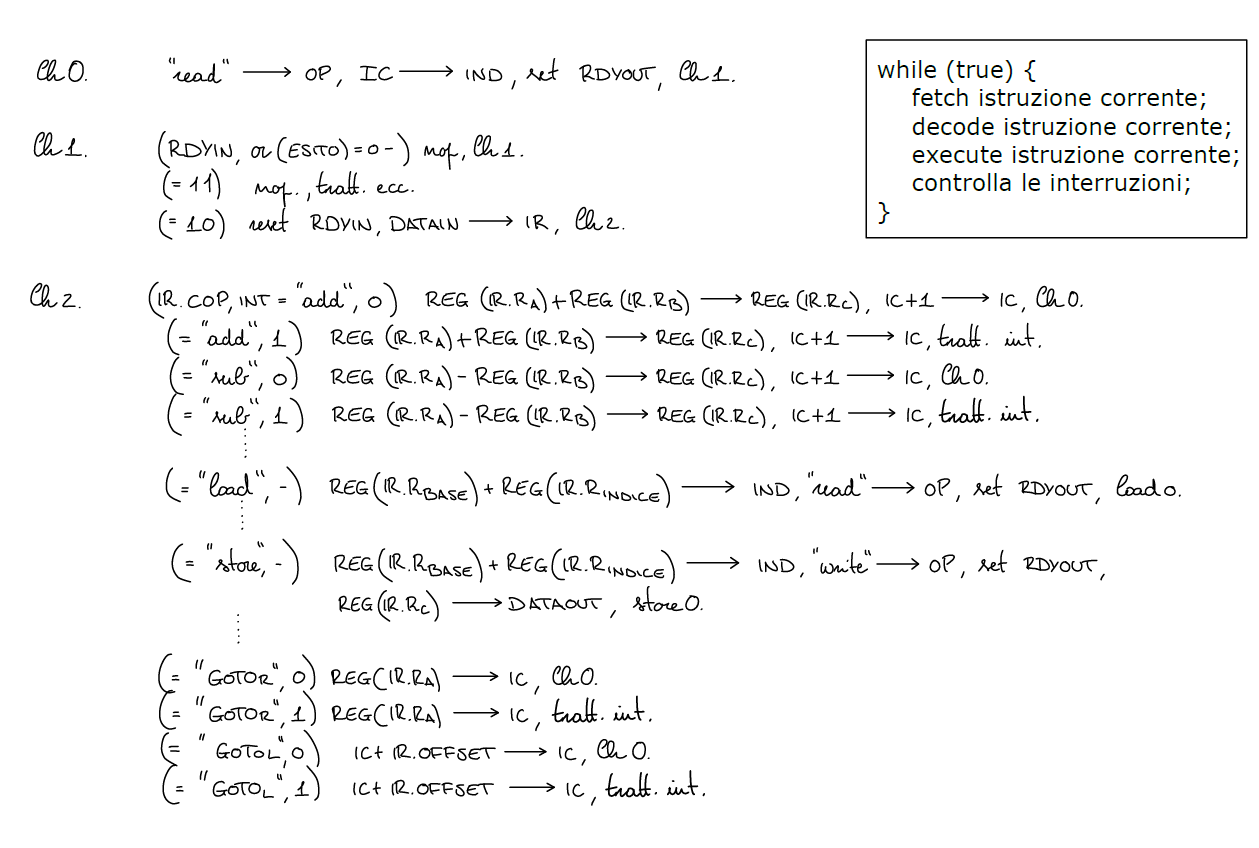 Ch0. "read" → OP, IC → IND, set RDYOUT, Ch1.
while (true) {
fetch istruzione corrente;
decode istruzione corrente;
execute istruzione corrente;
controlla le interruzioni;
}
Ch1. (RDYIN, or(ESITO)=0-) nop, Ch1.
(=11) nop., tratt. ecc.
(=10) reset RDYIN, DATAIN → IR, Ch2.
Ch2. (IR.COP, INT = "add", 0) REG (IR.RA)+REG (IR.RB) → REG (IR.RC), IC+1 → IC, Ch0.
(= "add", 1) REG (IR.RA)+REG (IR.RB) → REG (IR.RC), IC+1 → IC, tratt. int.
(= "sub", 0) REG (IR.RA)- REG (IR.RB) → REG (IR.RC), IC+1 → IC, Ch0.
(= "sub", 1) REG (IR.RA)- REG (IR.RB) → REG (IR.RC), IC+1 → IC, tratt. int.
(= "load", -) REG(IR.RBASE)+ REG(IR.RINDICE) → IND, "read" → OP, set RDYOUT, load0.
(= "store", -) REG(IR.RBASE)+ REG(IR.RINDICE) → IND, "write" → OP, set RDYOUT,
REG(IR.RC) → DATAOUT, store0.
(= "GOTOR", 0) REG(IR.RA) → IC, Ch0.
(= "GOTOR", 1) REG(IR.RA) → IC, tratt. int.
(= "GOTOL", 0) IC+ IR.OFFSET → IC, Ch0.
(= "GOTOL", 1) IC+ IR.OFFSET → IC, tratt. int.